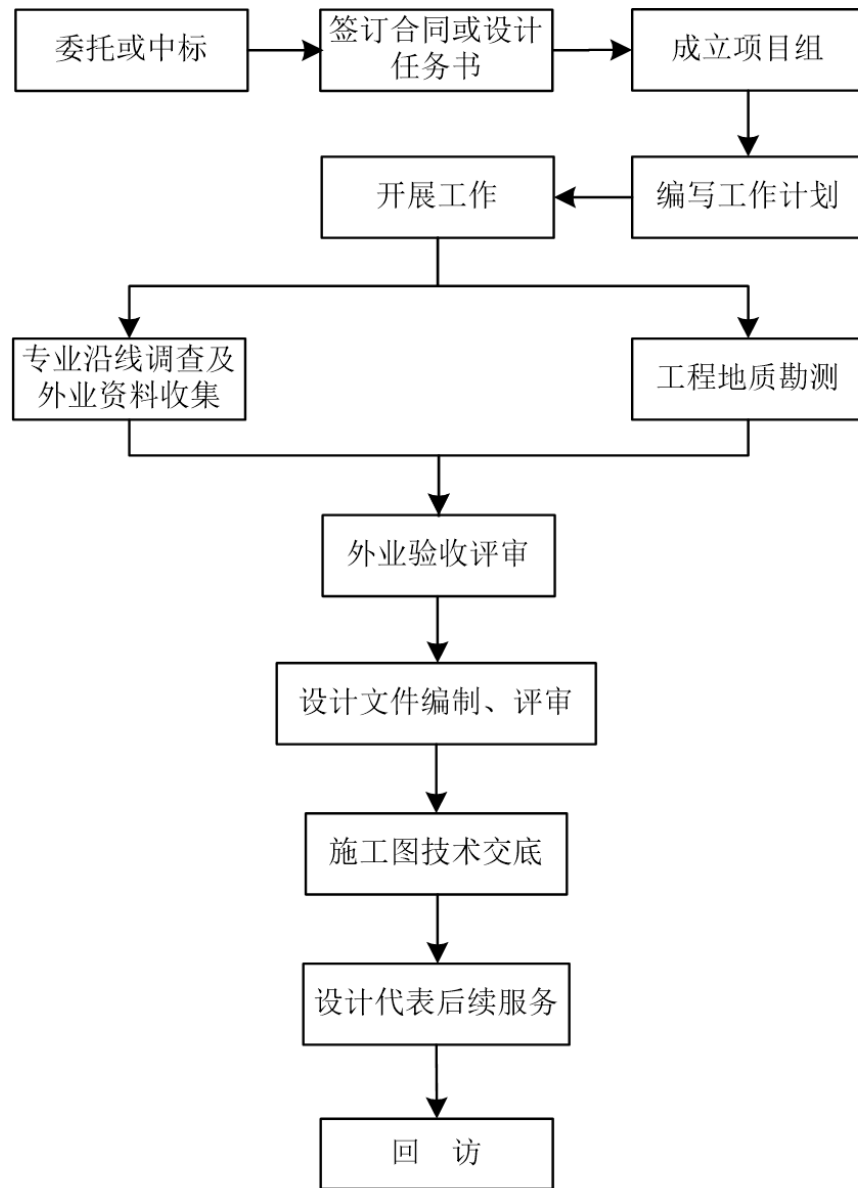 委托或中标
签订合同或设计
任务书
成立项目组
开展工作
编写工作计划
专业沿线调查及
外业资料收集
工程地质勘测
外业验收评审
设计文件编制、评审
施工图技术交底
设计代表后续服务
回 访